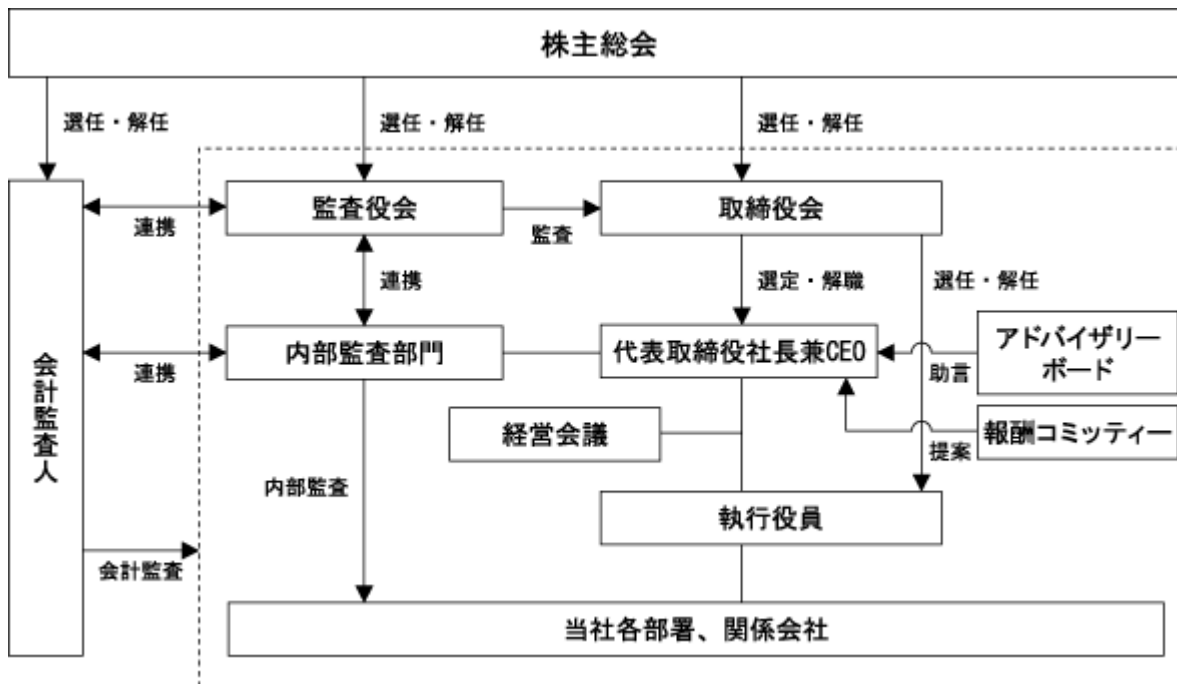 株主総会
選任・解任
選任・解任
選任・解任
監査役会
取締役会
連携
監査
連携
選定・解職
選任・解任
内部監査部門
代表取締役社長兼CEO
アドバイザリー
ボード
連携
助言
会計監査人
経営会議
報酬コミッティー
提案
内部監査
執行役員
会計監査
当社各部署、関係会社